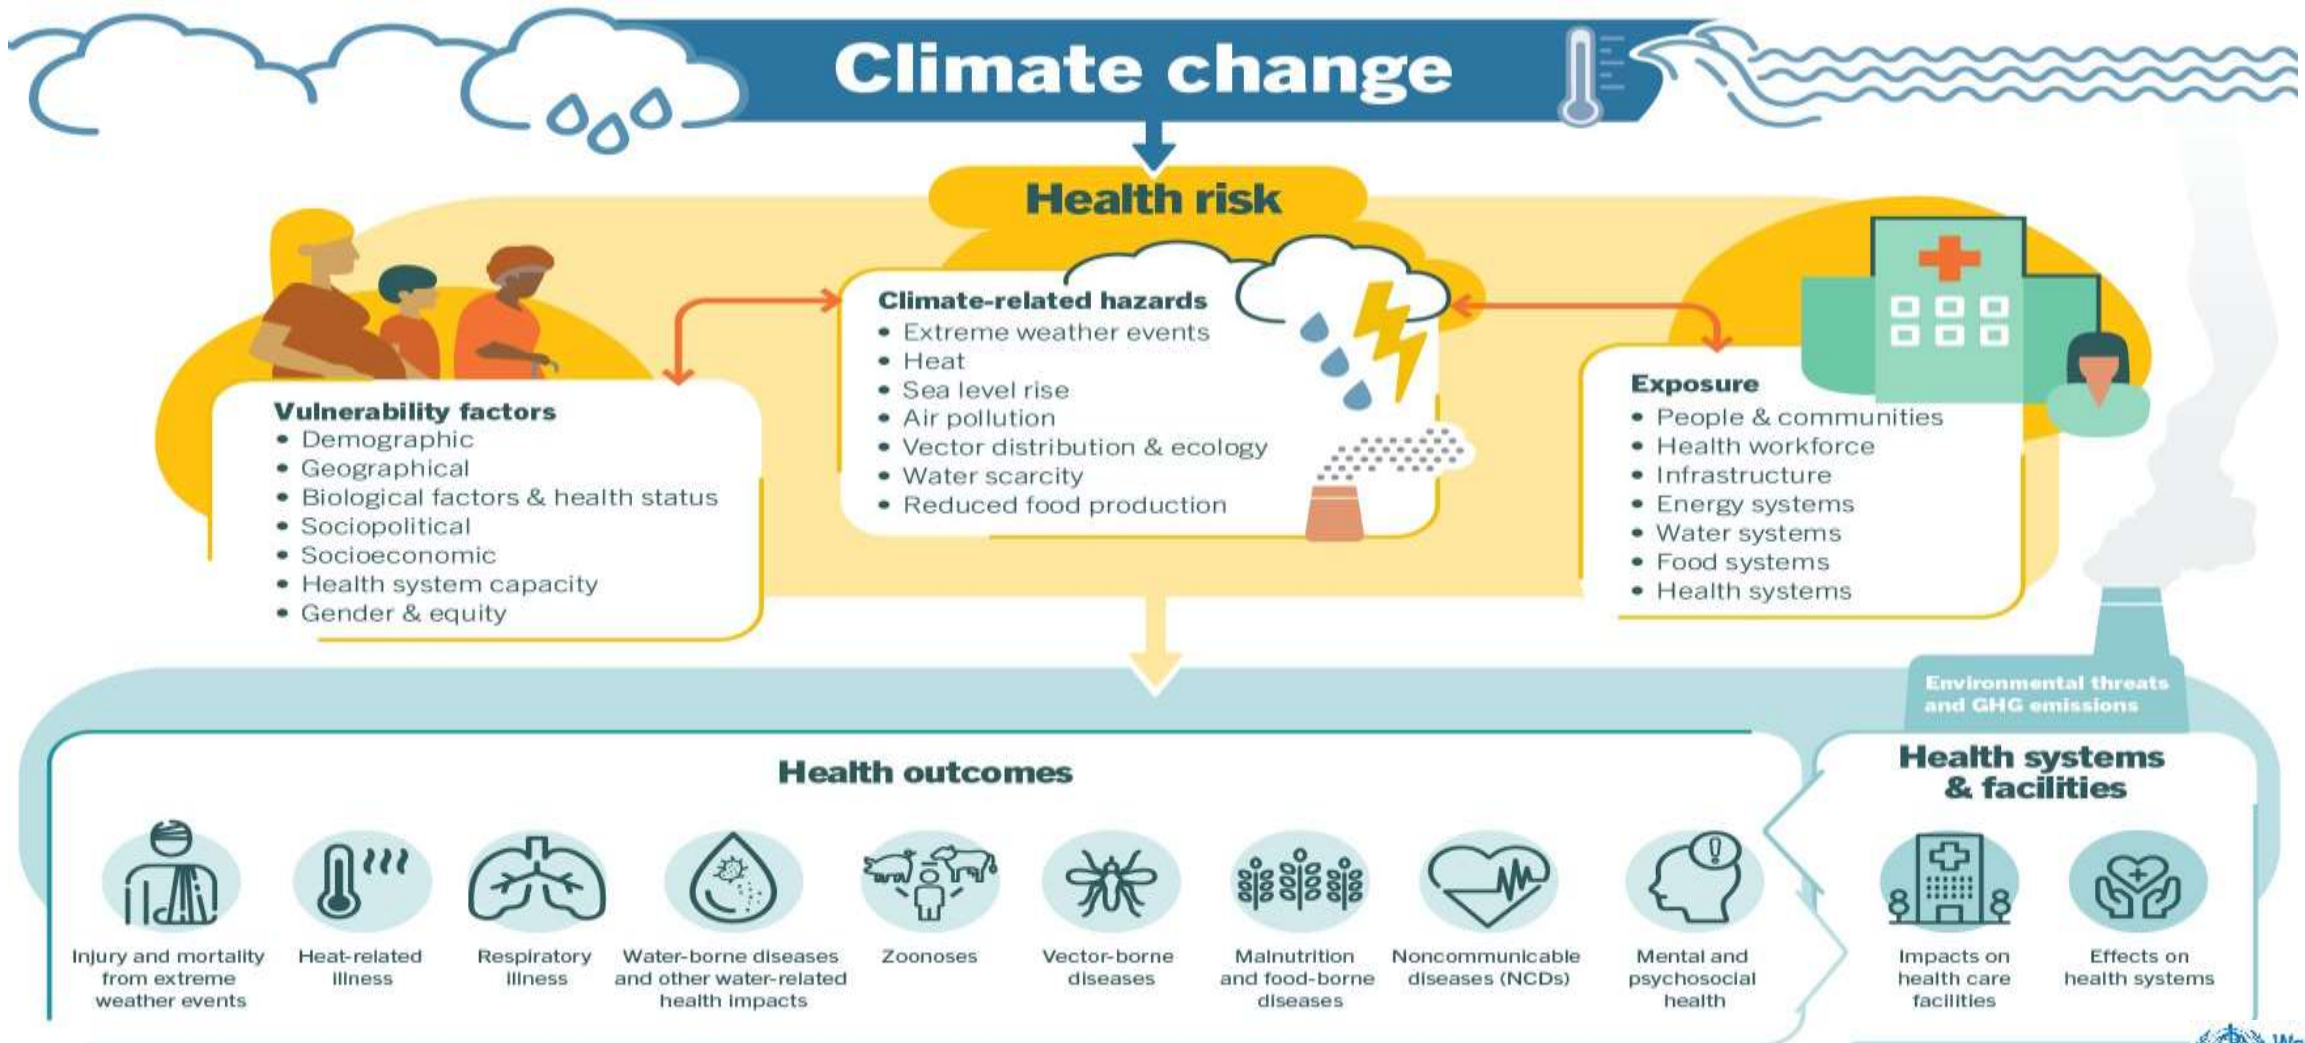 Climate change
Health risk
Climate-related hazards
• Extreme weather events
• Heat
• Sea level rise
• Air pollution
• Vector distribution & ecology
• Water scarcity
• Reduced food production
Vulnerability factors
• Demographic
• Geographical
• Biological factors & health status
• Sociopolitical
• Socioeconomic
• Health system capacity
• Gender & equity
Exposure
• People & communities
• Health workforce
• Infrastructure
• Energy systems
• Water systems
• Food systems
• Health systems
Environmental threats
and GHG emissions
Health outcomes
Injury and mortality
from extreme
weather events
Heat-related
illness
Respiratory
illness
Water-borne diseases
and other water-related
health impacts
Zoonoses
Vector-borne
diseases
Malnutrition
and food-borne
diseases
Noncommunicable
diseases (NCDs)
Mental and
psychosocial
health
Health systems
& facilities
Impacts on
health care
facilities
Effects on
health systems